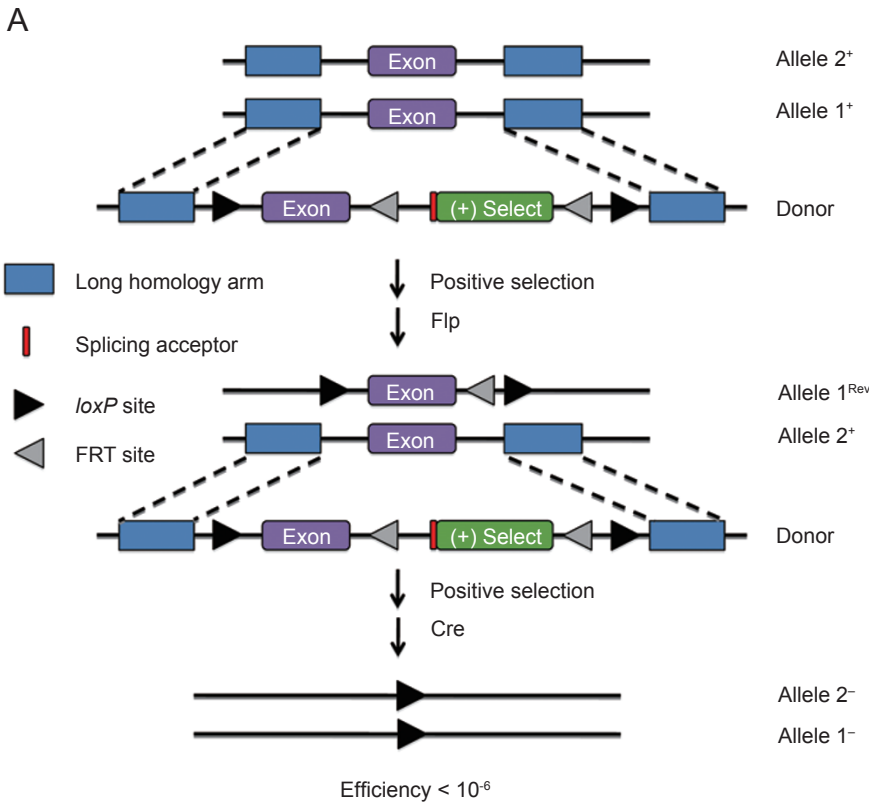 A
Exon
Allele 2⁺
Exon
Allele 1⁺
Exon
(+) Select
Donor
Long homology arm
Positive selection
Flp
Splicing acceptor
loxP site
Exon
Allele 1ᴿᵉᵛ
FRT site
Exon
Allele 2⁺
Exon
(+) Select
Donor
Positive selection
Cre
Allele 2⁻
Allele 1⁻
Efficiency < 10⁻⁶